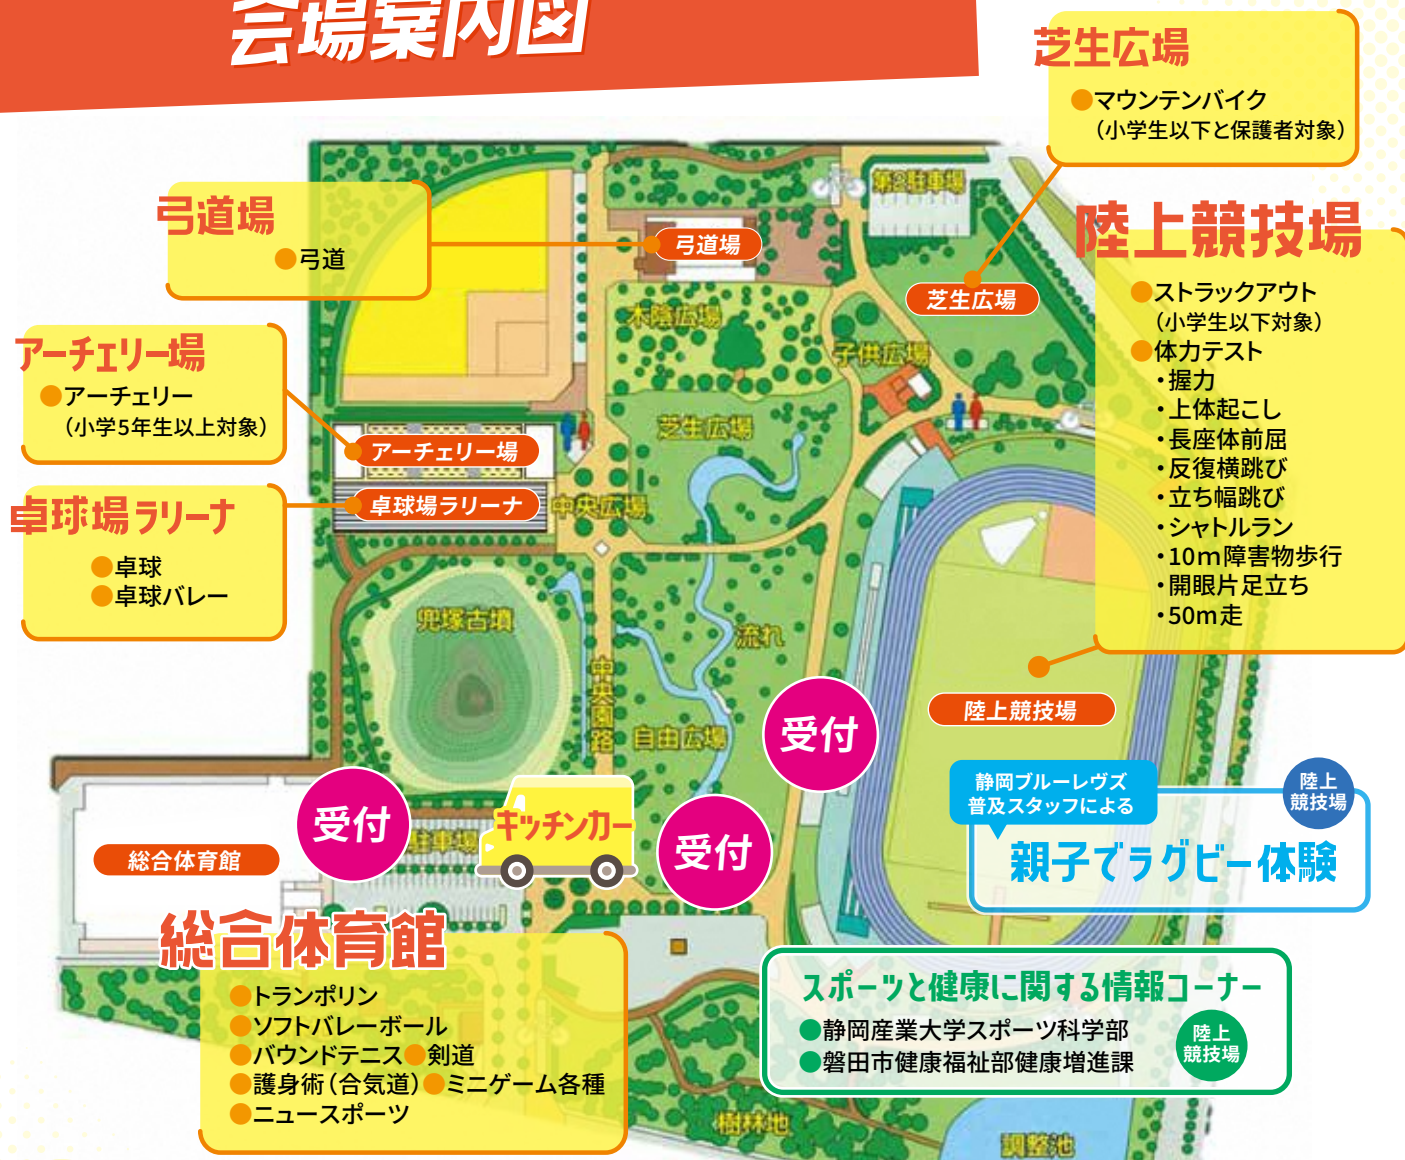 会場案内図
芝生広場
●マウンテンバイク
(小学生以下と保護者対象)
弓道場
●弓道
アーチェリー場
●アーチェリー
(小学5年生以上対象)
卓球場ラリーナ
●卓球
●卓球バレー
陸上競技場
●ストラックアウト
(小学生以下対象)
●体力テスト
・握力
・上体起こし
・長座体前屈
・反復横跳び
・立ち幅跳び
・シャトルラン
・10m障害物歩行
・開眼片足立ち
・50m走
第2駐車場
弓道場
芝生広場
木陰広場
子供広場
芝生広場
アーチェリー場
卓球場ラリーナ
中央広場
兜塚古墳
流れ
中央園路
自由広場
陸上競技場
受付
受付
受付
駐車場
キッチンカー
総合体育館
静岡ブルーレヴズ
普及スタッフによる
親子でラグビー体験
陸上
競技場
総合体育館
●トランポリン
●ソフトバレーボール
●バウンドテニス●剣道
●護身術(合気道)●ミニゲーム各種
●ニュースポーツ
スポーツと健康に関する情報コーナー
●静岡産業大学スポーツ科学部
●磐田市健康福祉部健康増進課
陸上
競技場
樹林地
調整池